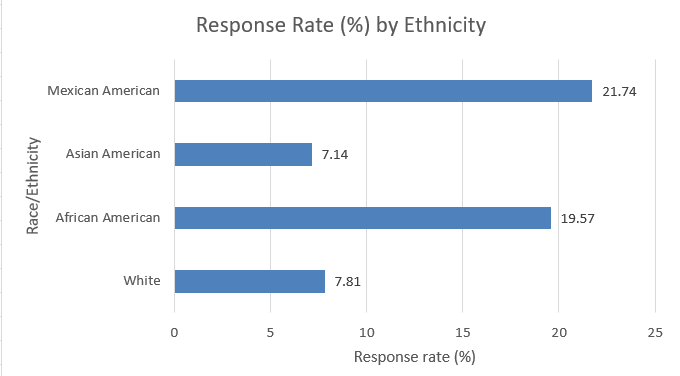 Response Rate (%) by Ethnicity
Race/Ethnicity
Mexican American 21.74
Asian American 7.14
African American 19.57
White 7.81
0 5 10 15 20 25
Response rate (%)